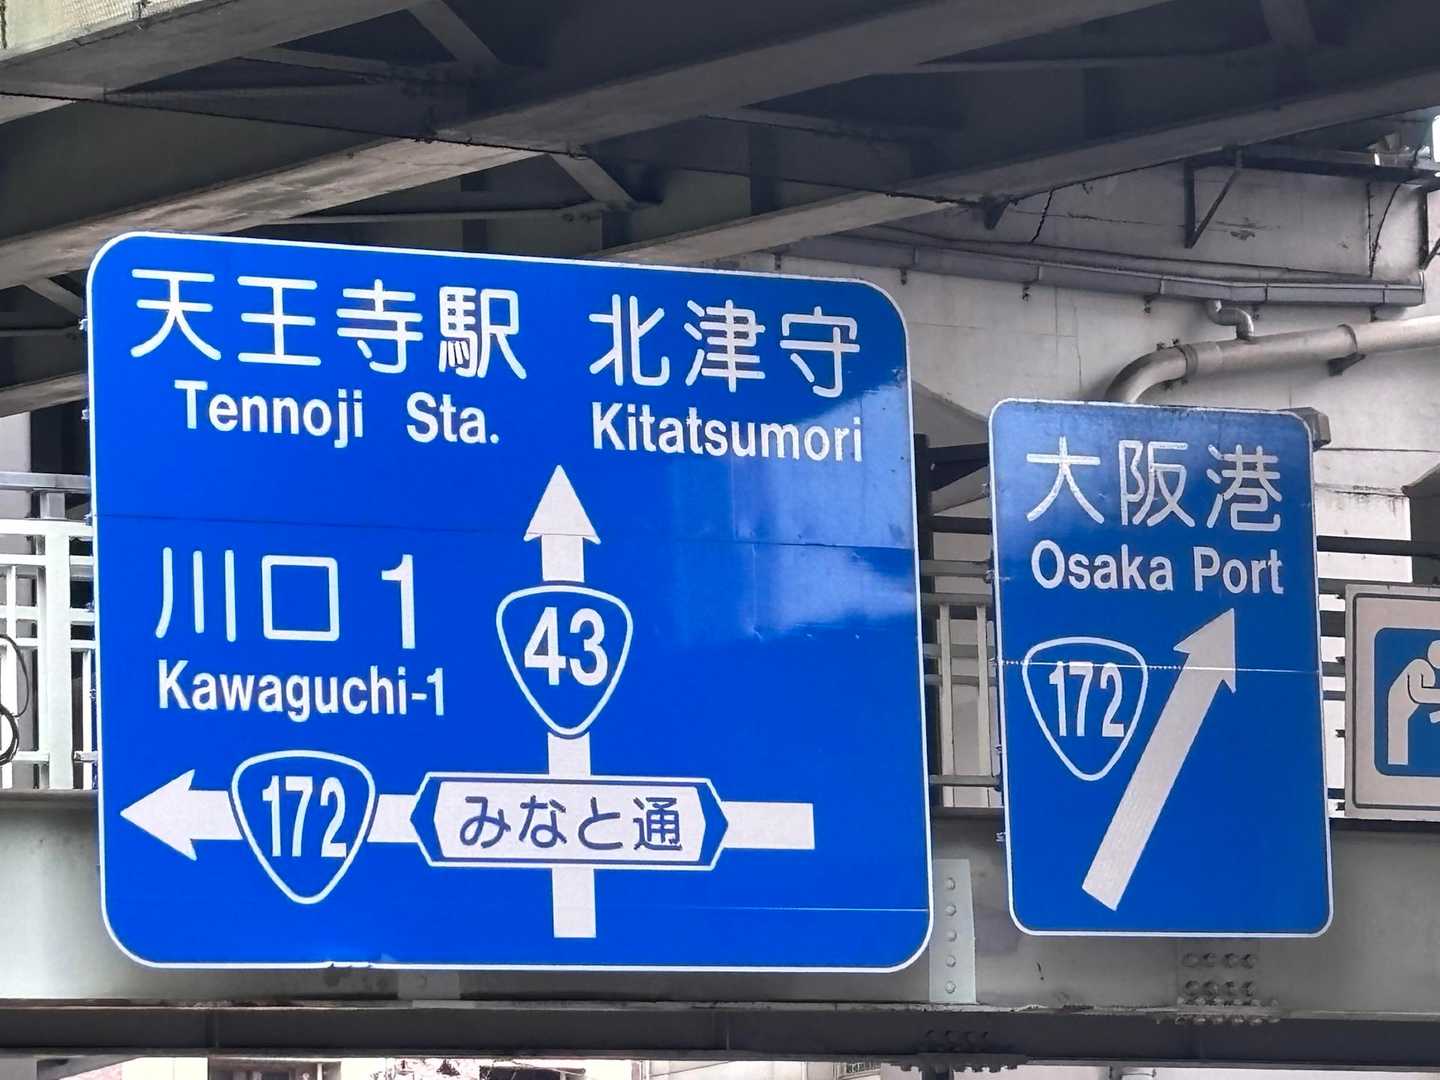 天王寺駅 北津守
Tennoji Sta. Kitatsumori
川口1
Kawaguchi-1
43
172
みなと通
大阪港
Osaka Port
172